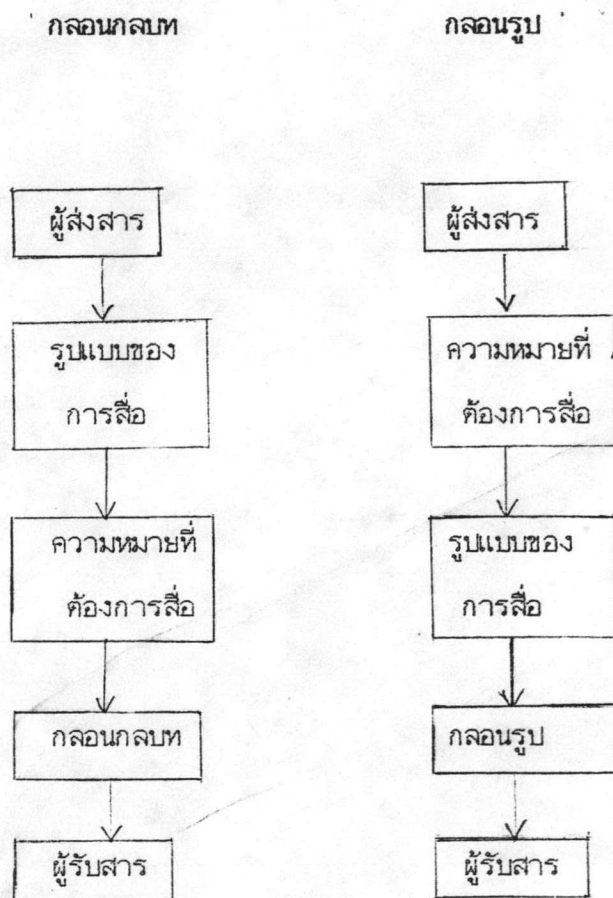 กลอนกลบท
ผู้ส่งสาร
รูปแบบของ
การสื่อ
ความหมายที่
ต้องการสื่อ
กลอนกลบท
ผู้รับสาร
กลอนรูป
ผู้ส่งสาร
ความหมายที่
ต้องการสื่อ
รูปแบบของ
การสื่อ
กลอนรูป
ผู้รับสาร